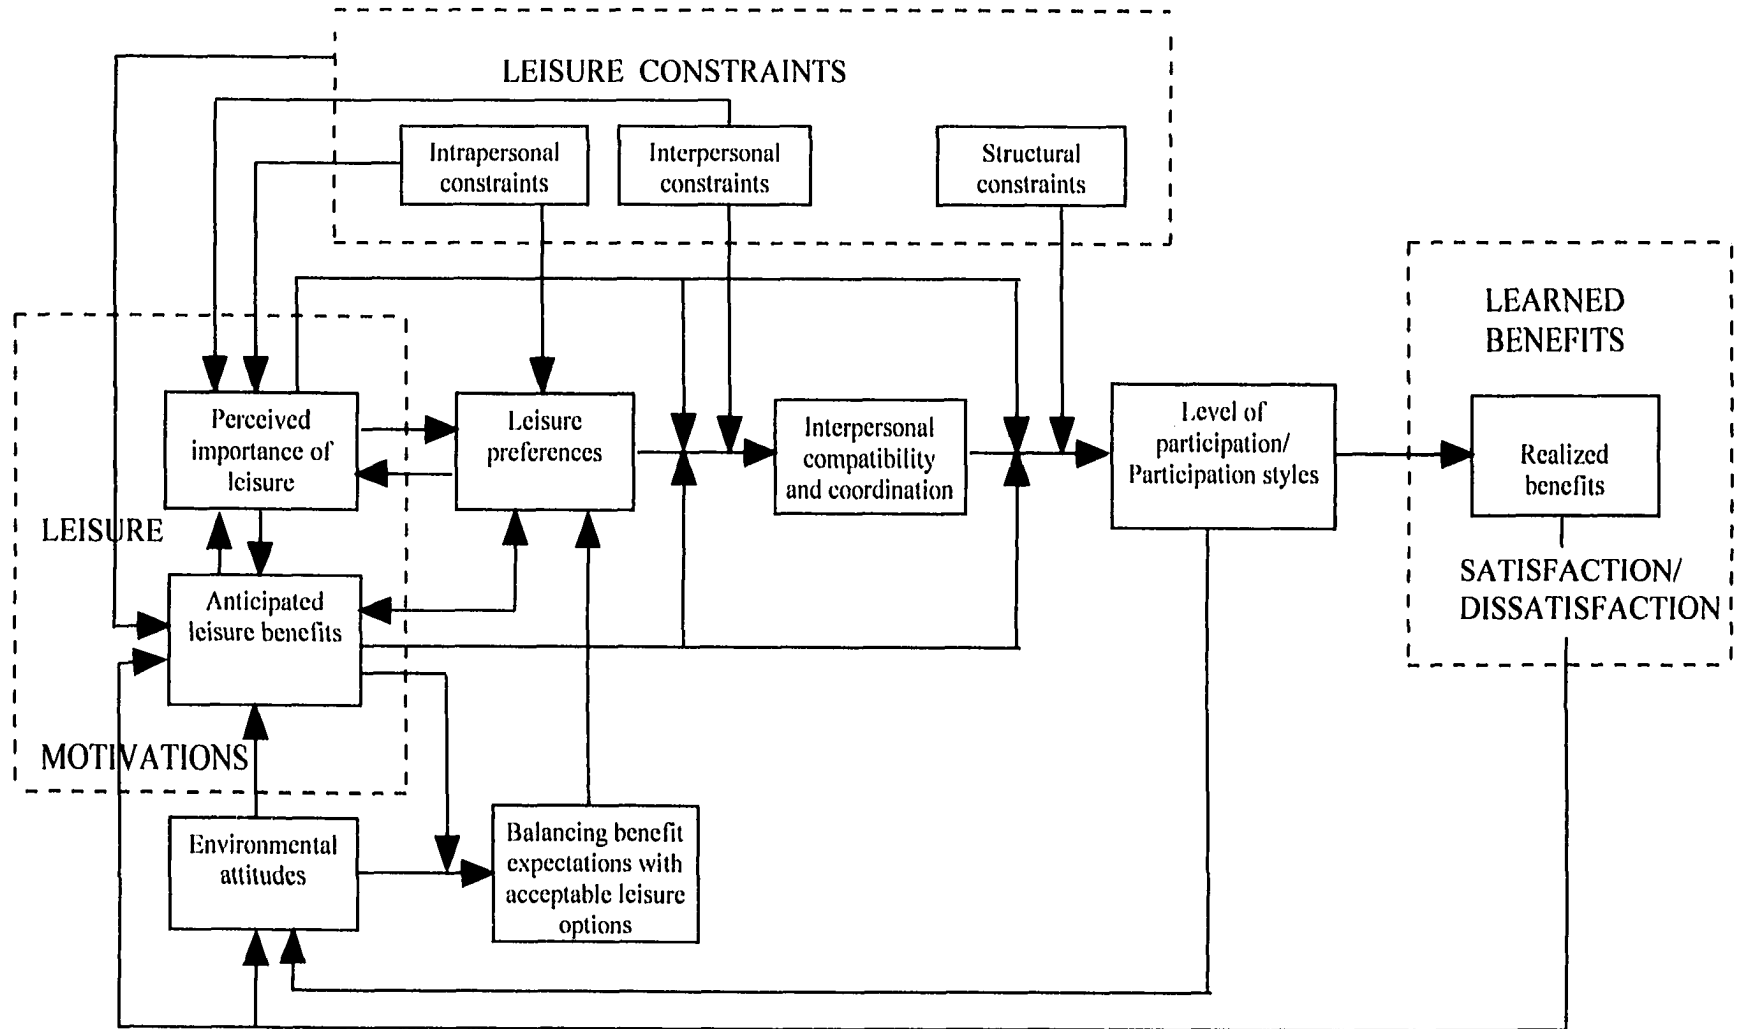 LEISURE CONSTRAINTS
Intrapersonal
constraints
Interpersonal
constraints
Structural
constraints
LEARNED
BENEFITS
Perceived
importance of
leisure
Leisure
preferences
Interpersonal
compatibility
and coordination
Level of
participation/
Participation styles
Realized
benefits
LEISURE
SATISFACTION/
DISSATISFACTION
Anticipated
leisure benefits
MOTIVATIONS
Environmental
attitudes
Balancing benefit
expectations with
acceptable leisure
options